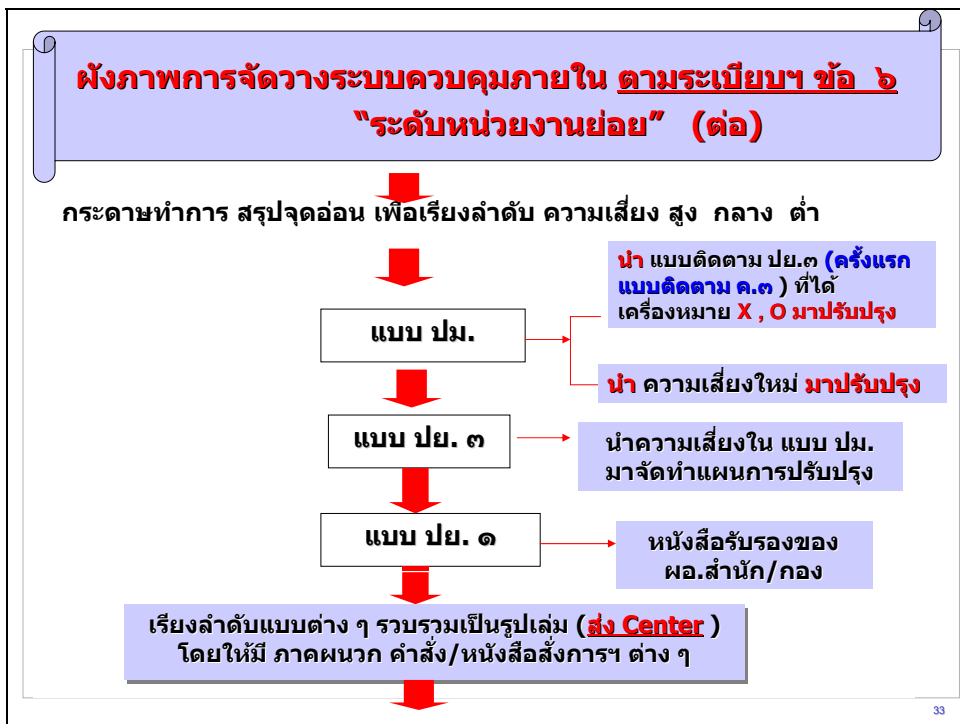 ผังภาพการจัดวางระบบควบคุมภายใน ตามระเบียบฯ ข้อ ๖
“ระดับหน่วยงานย่อย” (ต่อ)
กระดาษทำการ สรุปจุดอ่อน เพื่อเรียงลำดับ ความเสี่ยง สูง กลาง ต่ำ
นำ แบบติดตาม ปย.๓ (ครั้งแรก
แบบติดตาม ค.๓ ) ที่ได้
เครื่องหมาย X , O มาปรับปรุง
แบบ ปม.
นำ ความเสี่ยงใหม่ มาปรับปรุง
แบบ ปย. ๓
นำความเสี่ยงใน แบบ ปม.
มาจัดทำแผนการปรับปรุง
แบบ ปย. ๑
หนังสือรับรองของ
ผอ.สำนัก/กอง
เรียงลำดับแบบต่าง ๆ รวบรวมเป็นรูปเล่ม (ส่ง Center )
โดยให้มี ภาคผนวก คำสั่ง/หนังสือสั่งการฯ ต่าง ๆ
33